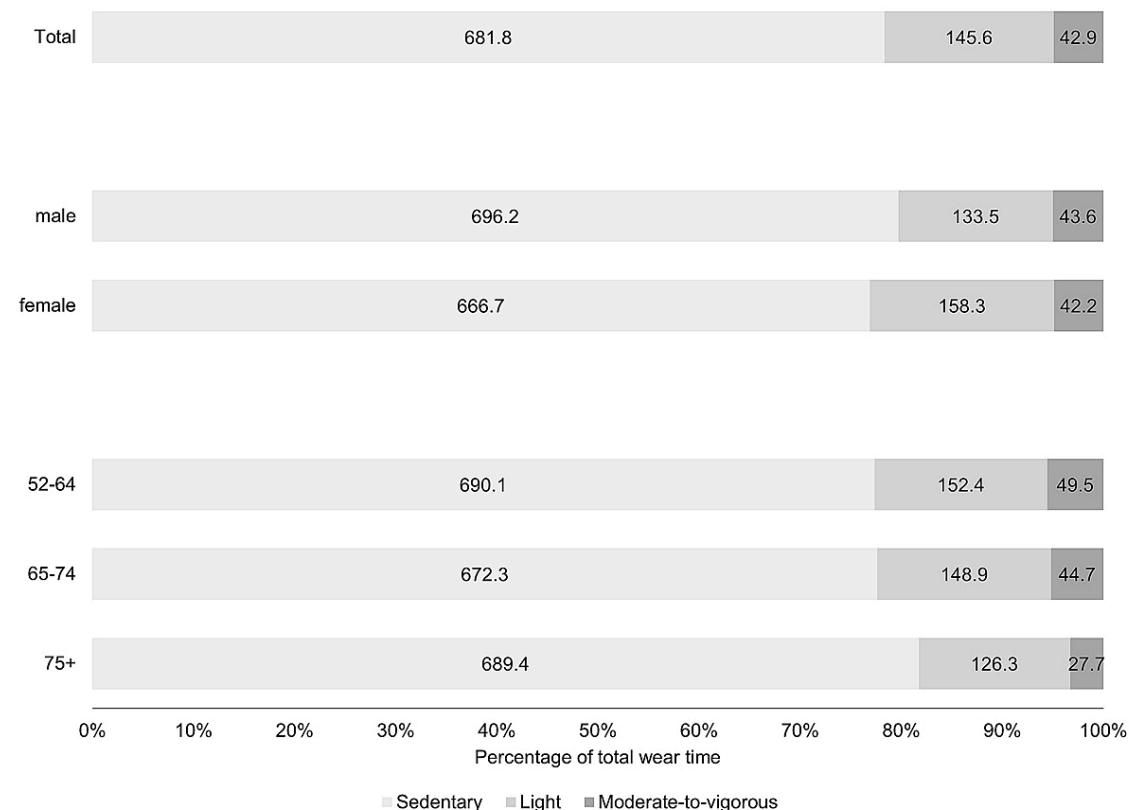 Total 681.8 145.6 42.9
male 696.2 133.5 43.6
female 666.7 158.3 42.2
52-64 690.1 152.4 49.5
65-74 672.3 148.9 44.7
75+ 689.4 126.3 27.7
0% 10% 20% 30% 40% 50% 60% 70% 80% 90% 100%
Percentage of total wear time
Sedentary Light Moderate-to-vigorous